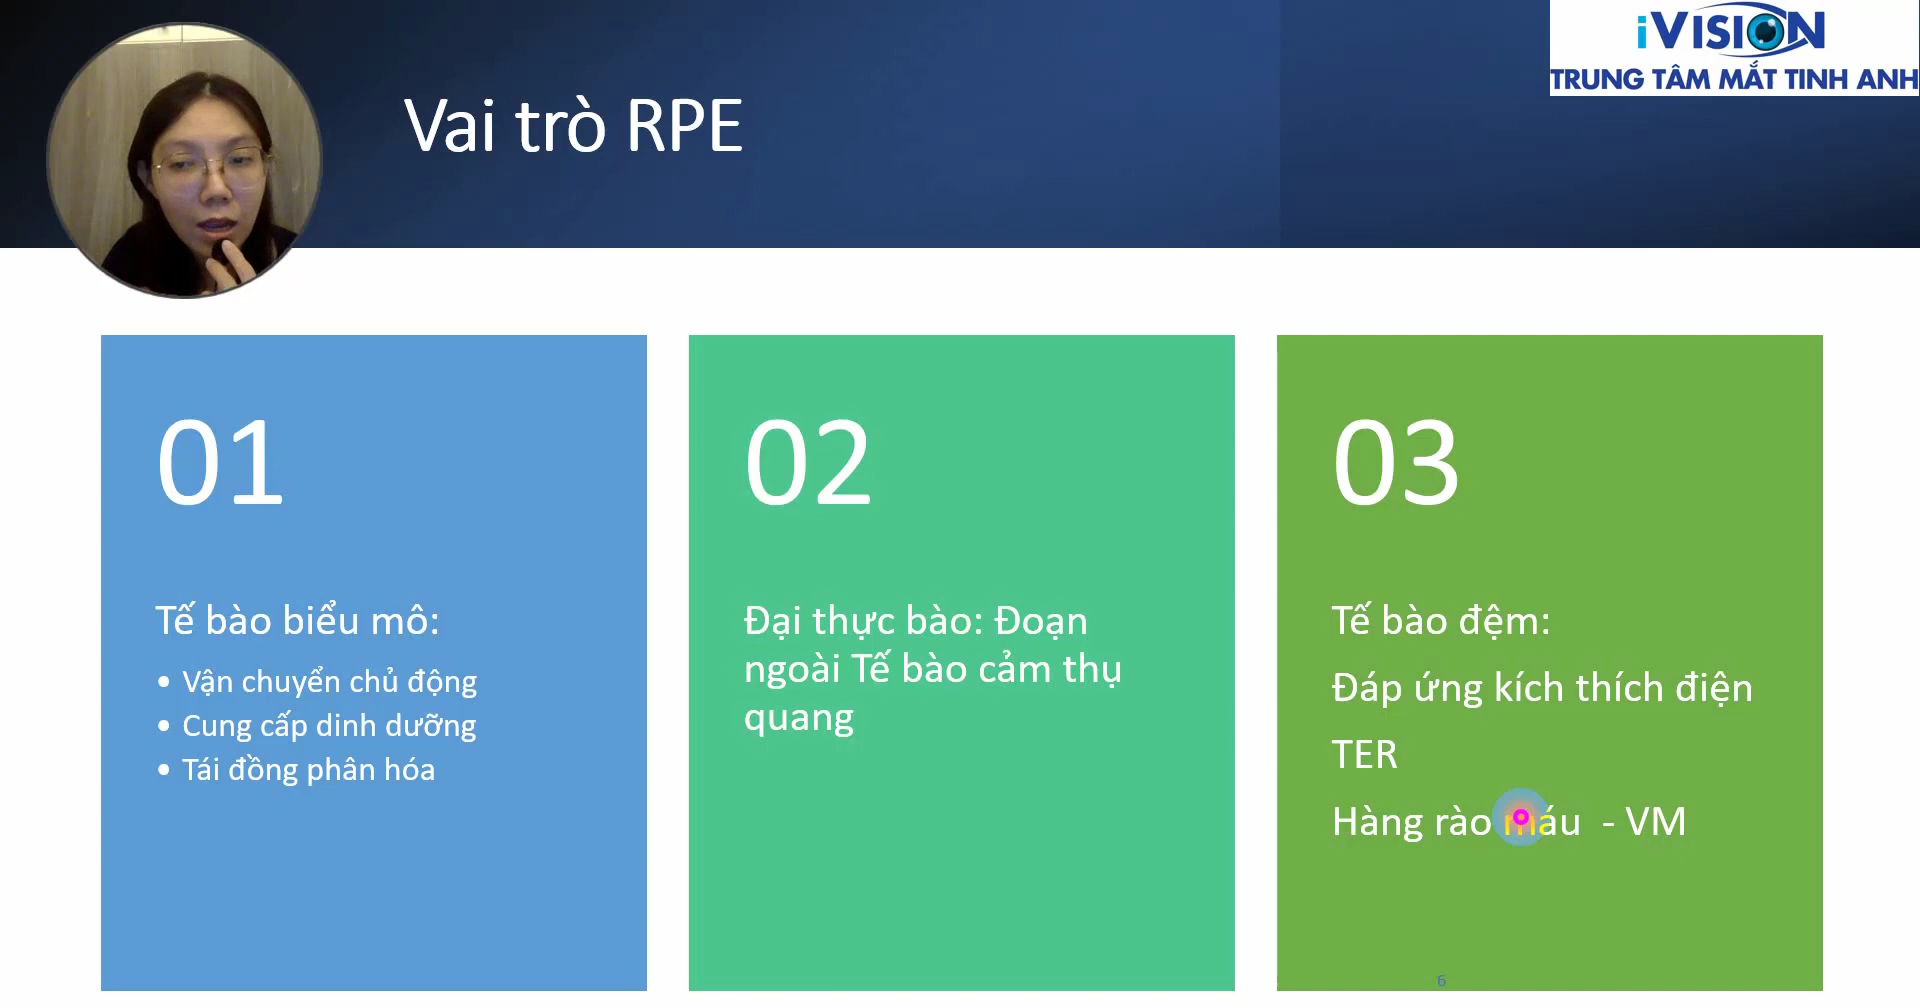 iVISION
TRUNG TÂM MẮT TINH ANH
Vai trò RPE
01
Tế bào biểu mô:
• Vận chuyển chủ động
• Cung cấp dinh dưỡng
• Tái đồng phân hóa
02
Đại thực bào: Đoạn
ngoài Tế bào cảm thụ
quang
03
Tế bào đệm:
Đáp ứng kích thích điện
TER
Hàng rào máu - VM
6